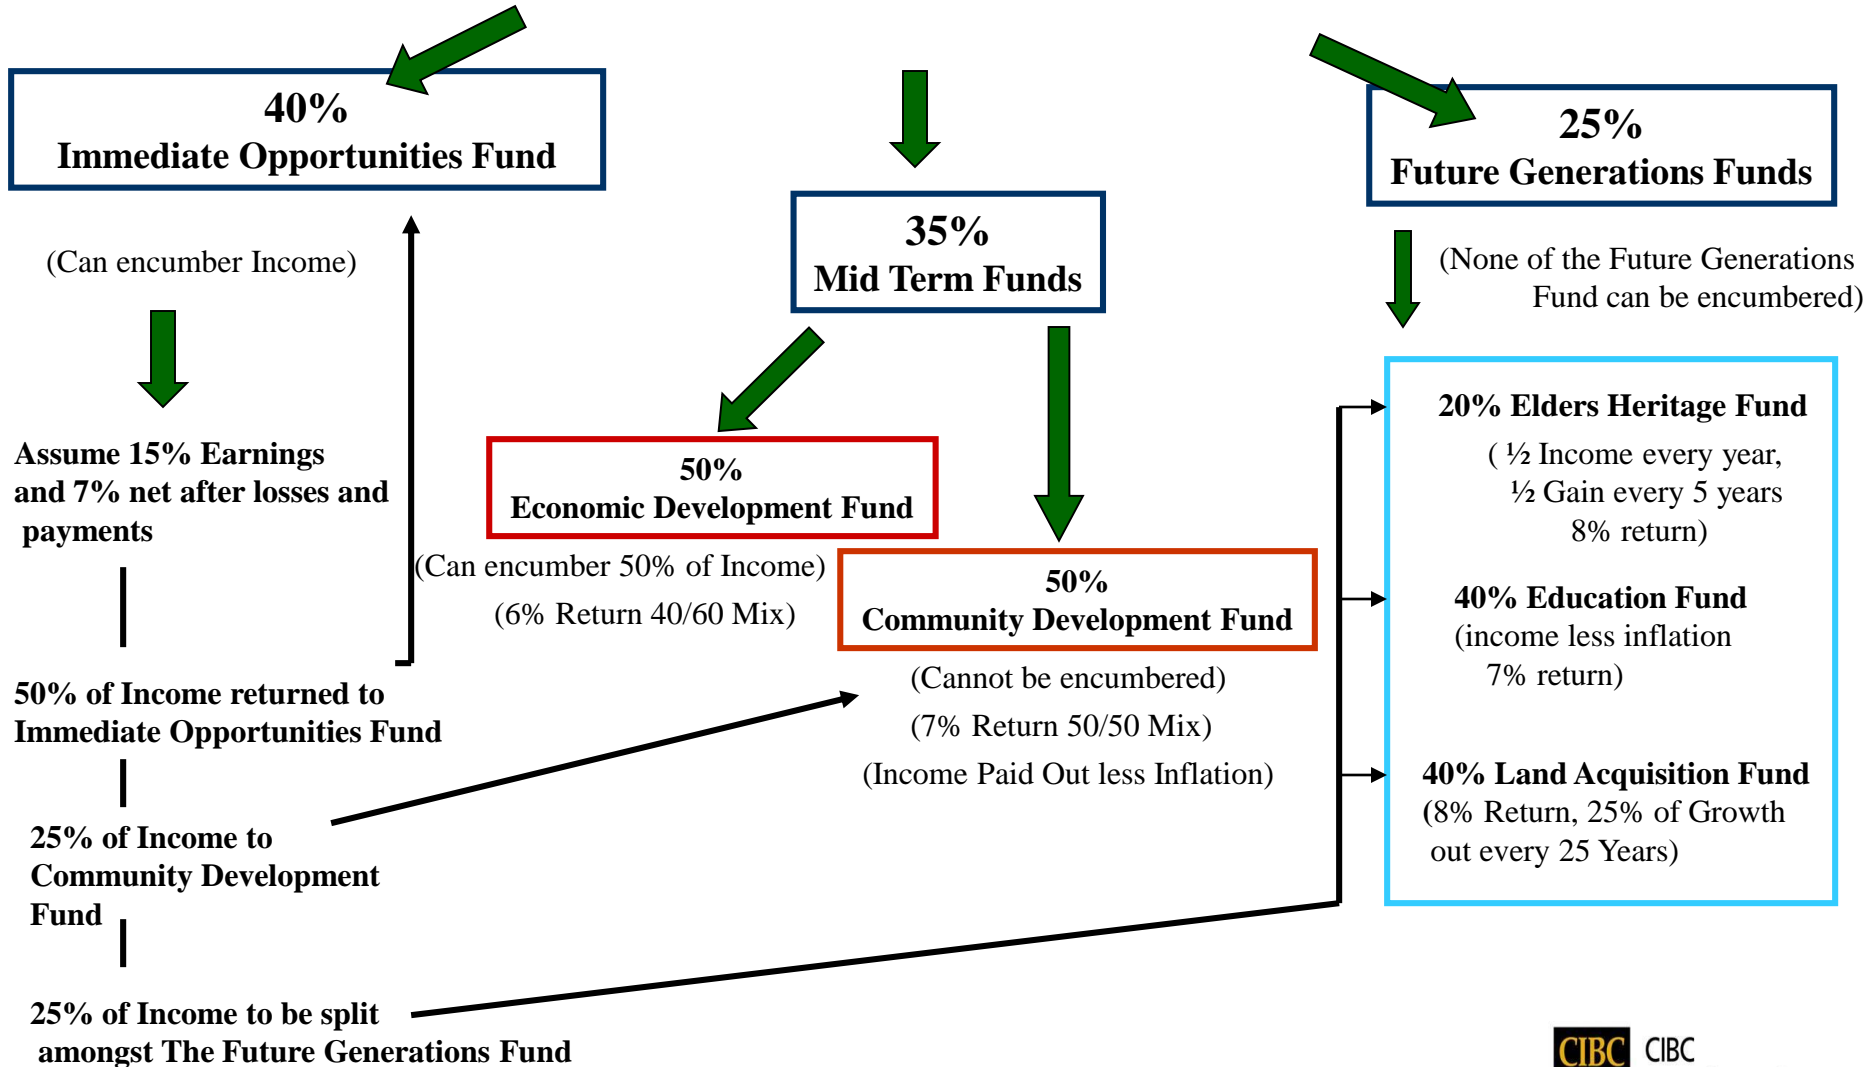 40%
Immediate Opportunities Fund
(Can encumber Income)
Assume 15% Earnings
and 7% net after losses and
payments
50% of Income returned to
Immediate Opportunities Fund
25% of Income to
Community Development
Fund
25% of Income to be split
amongst The Future Generations Fund
35%
Mid Term Funds
50%
Economic Development Fund
(Can encumber 50% of Income)
(6% Return 40/60 Mix)
50%
Community Development Fund
(Cannot be encumbered)
(7% Return 50/50 Mix)
(Income Paid Out less Inflation)
25%
Future Generations Funds
(None of the Future Generations
Fund can be encumbered)
20% Elders Heritage Fund
( ½ Income every year,
½ Gain every 5 years
8% return)
40% Education Fund
(income less inflation
7% return)
40% Land Acquisition Fund
(8% Return, 25% of Growth
out every 25 Years)
CIBC CIBC